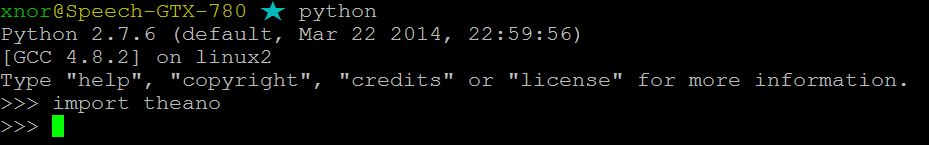 xnor@Speech-GTX-780 ★ python
Python 2.7.6 (default, Mar 22 2014, 22:59:56)
[GCC 4.8.2] on linux2
Type "help", "copyright", "credits" or "license" for more information.
>>> import theano
>>>